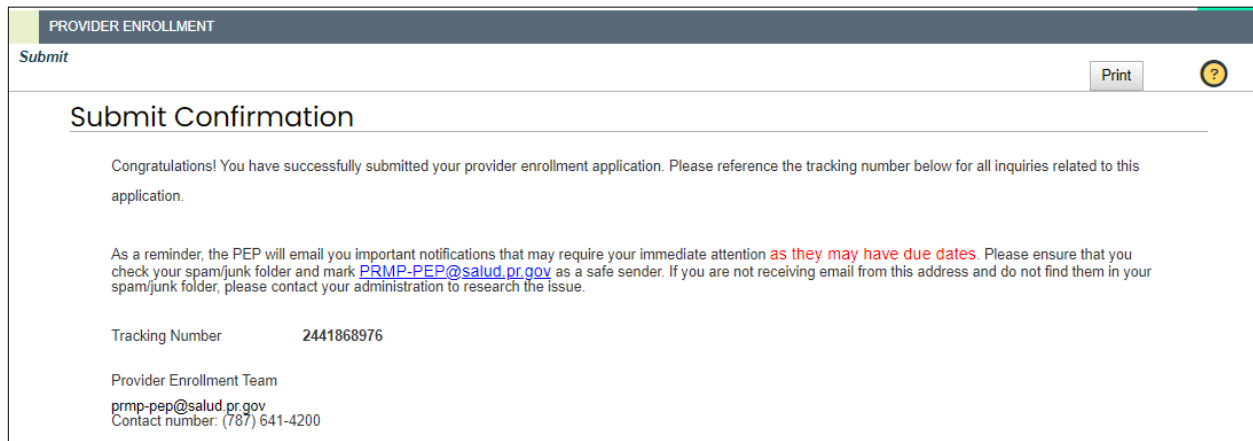 PROVIDER ENROLLMENT
Submit
Print
?
Submit Confirmation
Congratulations! You have successfully submitted your provider enrollment application. Please reference the tracking number below for all inquiries related to this
application.
As a reminder, the PEP will email you important notifications that may require your immediate attention as they may have due dates. Please ensure that you
check your spam/junk folder and mark PRMP-PEP@salud.pr.gov as a safe sender. If you are not receiving email from this address and do not find them in your
spam/junk folder, please contact your administration to research the issue.
Tracking Number 2441868976
Provider Enrollment Team
prmp-pep@salud.pr.gov
Contact number: (787) 641-4200